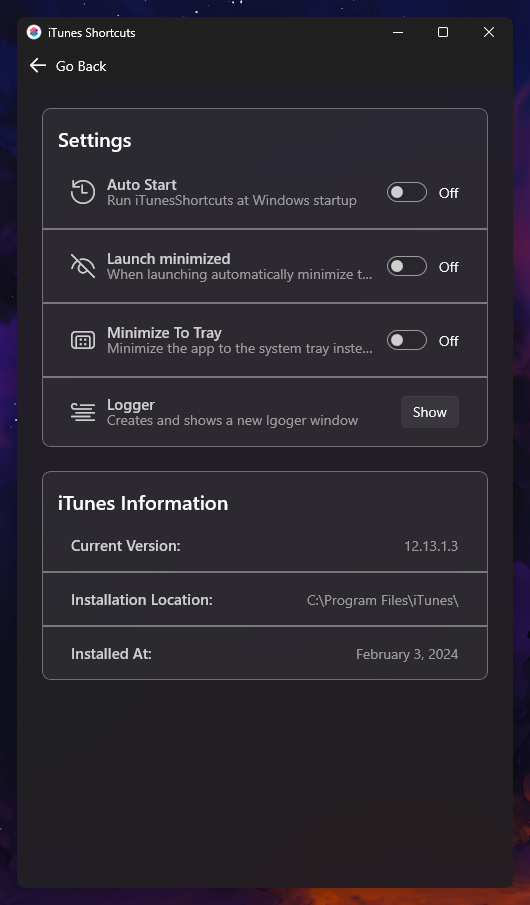 iTunes Shortcuts
Go Back
Settings
Auto Start
Run iTunesShortcuts at Windows startup
Off
Launch minimized
When launching automatically minimize t...
Off
Minimize To Tray
Minimize the app to the system tray inste...
Off
Logger
Creates and shows a new lgoger window
Show
iTunes Information
Current Version:
12.13.1.3
Installation Location:
C:\Program Files\iTunes\
Installed At:
February 3, 2024